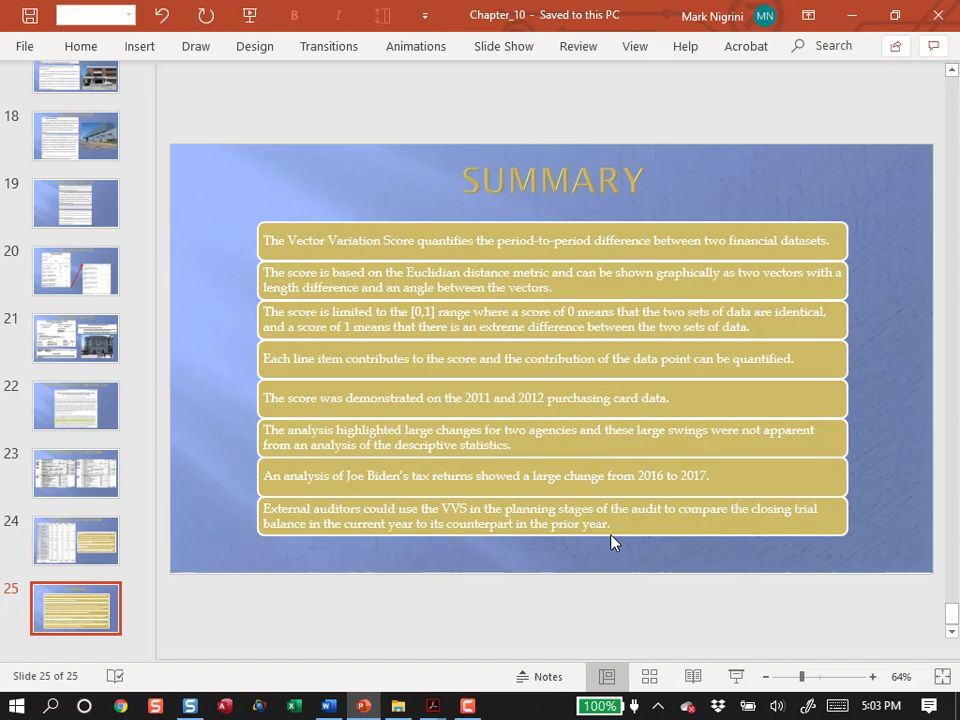 Chapter_10 - Saved to this PC
Mark Nigrini
MN
File Home Insert Draw Design Transitions Animations Slide Show Review View Help Acrobat Search
18
19
20
21
22
23
24
25
SUMMARY
The Vector Variation Score quantifies the period-to-period difference between two financial datasets.
The score is based on the Euclidian distance metric and can be shown graphically as two vectors with a
length difference and an angle between the vectors.
The score is limited to the [0,1] range where a score of 0 means that the two sets of data are identical,
and a score of 1 means that there is an extreme difference between the two sets of data.
Each line item contributes to the score and the contribution of the data point can be quantified.
The score was demonstrated on the 2011 and 2012 purchasing card data.
The analysis highlighted large changes for two agencies and these large swings were not apparent
from an analysis of the descriptive statistics.
An analysis of Joe Biden's tax returns showed a large change from 2016 to 2017.
External auditors could use the VVS in the planning stages of the audit to compare the closing trial
balance in the current year to its counterpart in the prior year.
Slide 25 of 25
Notes
64%
100%
5:03 PM